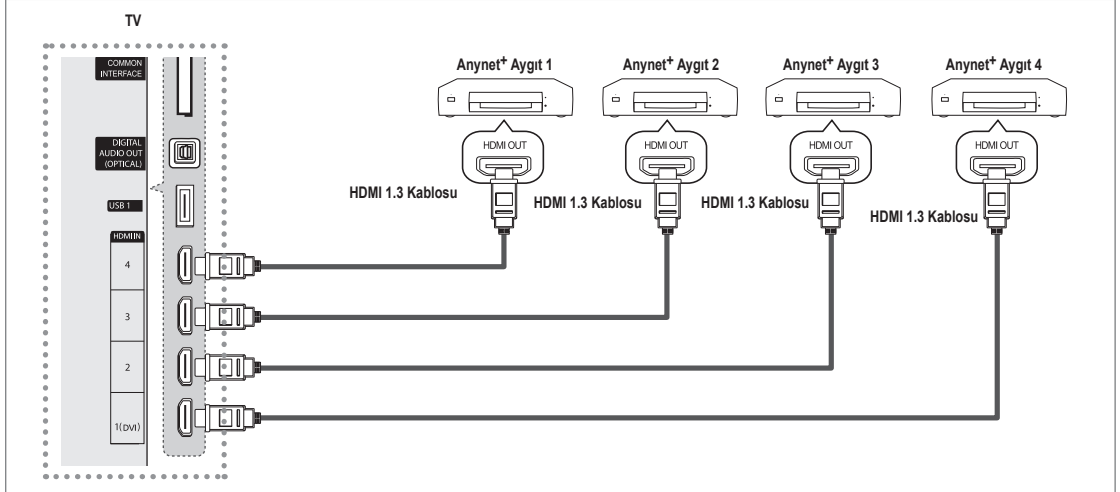 TV
COMMON
INTERFACE
DIGITAL
AUDIO OUT
(OPTICAL)
USB 1
HDMI IN
4
3
2
1(DVI)
Anynet+ Aygıt 1
Anynet+ Aygıt 2
Anynet+ Aygıt 3
Anynet+ Aygıt 4
HDMI OUT
HDMI OUT
HDMI OUT
HDMI OUT
HDMI 1.3 Kablosu
HDMI 1.3 Kablosu
HDMI 1.3 Kablosu
HDMI 1.3 Kablosu